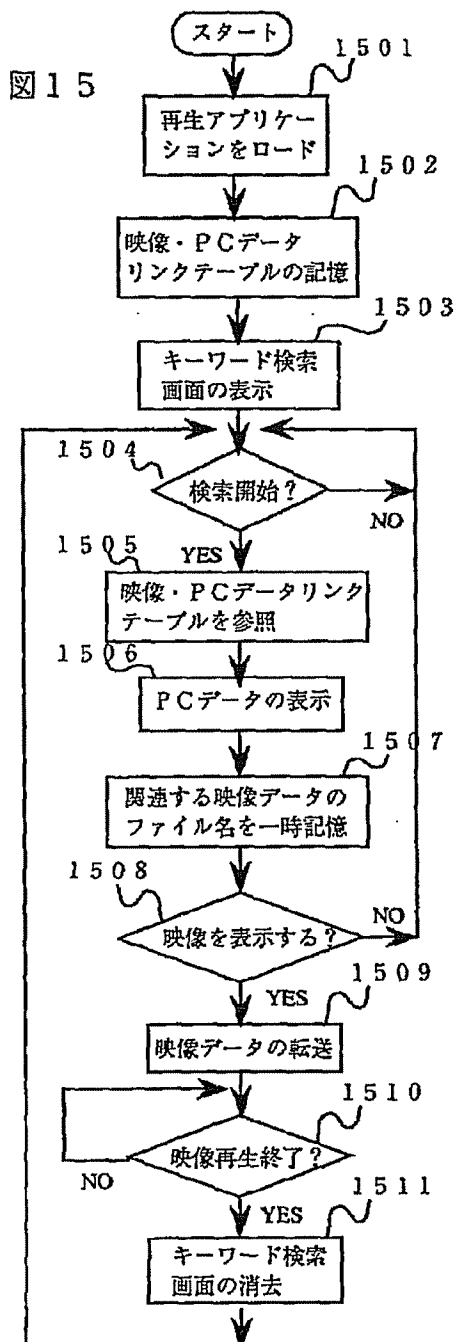 図15
スタート
1501
再生アプリケー
ションをロード
1502
映像・PCデータ
リンクテーブルの記憶
1503
キーワード検索
画面の表示
1504
検索開始?
NO
YES
1505
映像・PCデータリンク
テーブルを参照
1506
PCデータの表示
1507
関連する映像データの
ファイル名を一時記憶
1508
映像を表示する?
NO
YES
1509
映像データの転送
1510
映像再生終了?
NO
YES
1511
キーワード検索
画面の消去